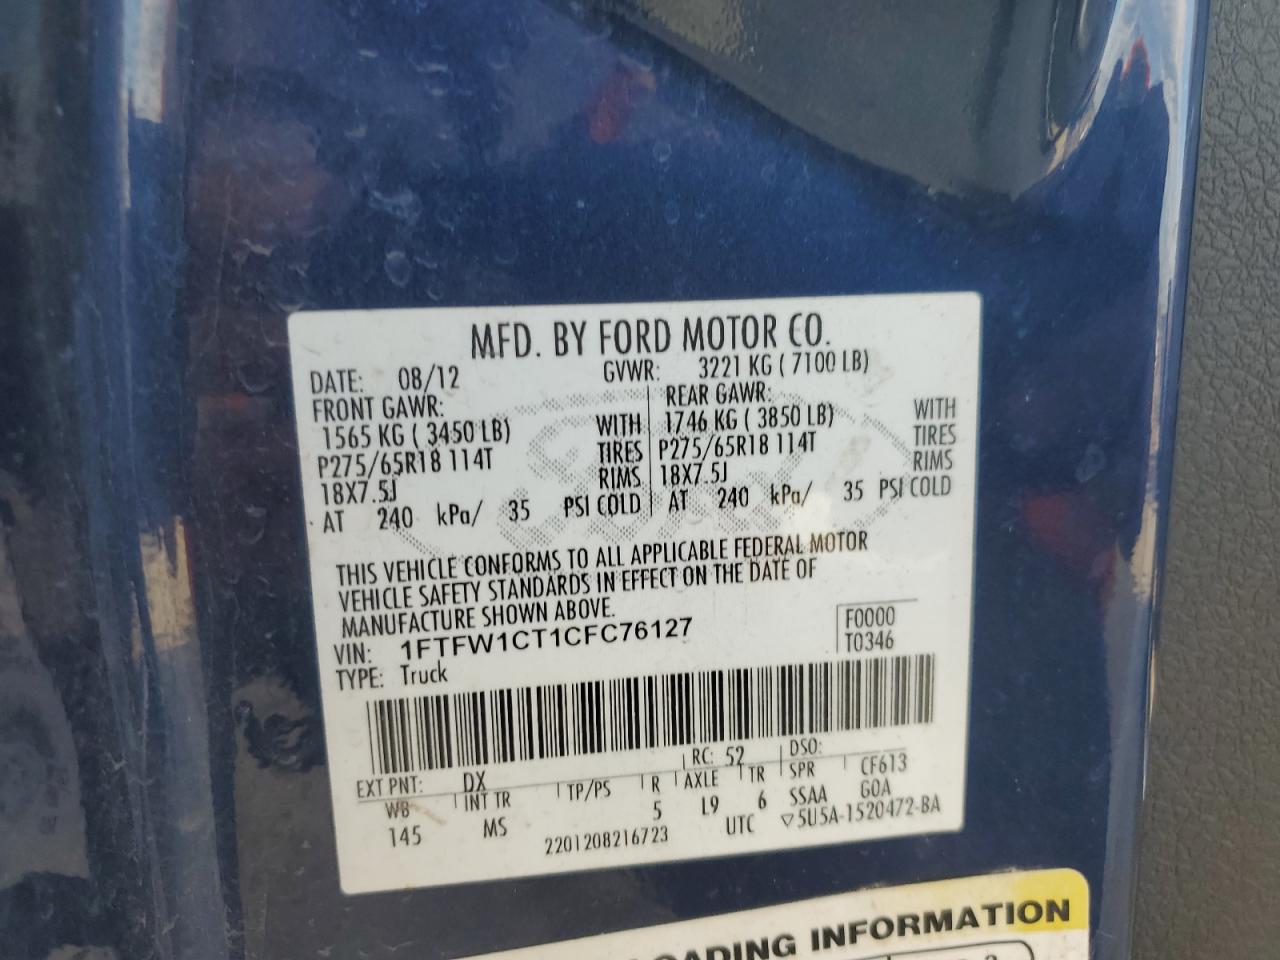 MFD. BY FORD MOTOR CO.
DATE: 08/12 GVWR: 3221 KG ( 7100 LB)
FRONT GAWR: REAR GAWR:
1565 KG ( 3450 LB) WITH 1746 KG ( 3850 LB) WITH
P275/65R18 114T TIRES P275/65R18 114T TIRES
18X7.5J RIMS 18X7.5J RIMS
AT 240 kPa/ 35 PSI COLD AT 240 kPa/ 35 PSI COLD
THIS VEHICLE CONFORMS TO ALL APPLICABLE FEDERAL MOTOR
VEHICLE SAFETY STANDARDS IN EFFECT ON THE DATE OF
MANUFACTURE SHOWN ABOVE.
VIN: 1FTFW1CT1CFC76127
F0000
T0346
TYPE: Truck
EXT PNT: DX RC: 52 DSO:
WB INT TR TP/PS R AXLE TR SPR CF613
145 MS 5 L9 6 SSAA GOA
2201208216723 UTC ▽5U5A-1520472-BA
LOADING INFORMATION